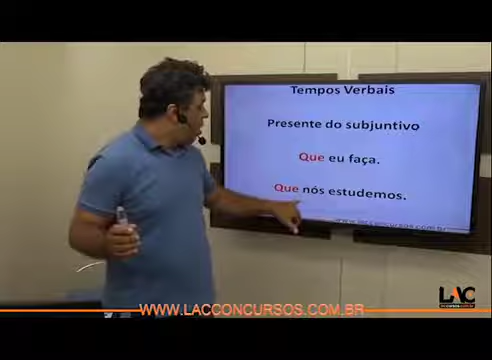 Tempos Verbais
Presente do subjuntivo
Que eu faça.
Que nós estudemos.
LAC
WWW.LACCONCURSOS.COM.BR